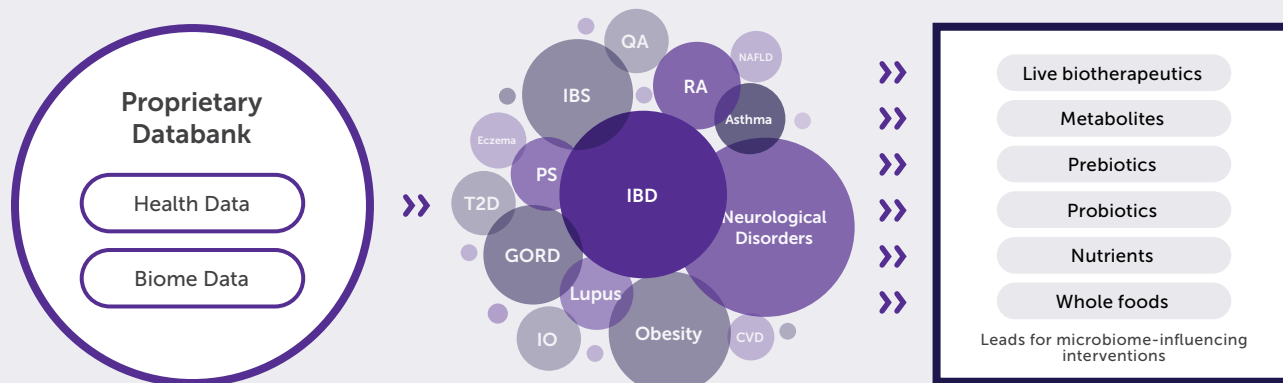 Proprietary
Databank
Health Data
Biome Data
QA
NAFLD
IBS
RA
Asthma
Eczema
PS
IBD
T2D
Neurological
Disorders
GORD
Lupus
IO
Obesity
CVD
Live biotherapeutics
Metabolites
Prebiotics
Probiotics
Nutrients
Whole foods
Leads for microbiome-influencing
interventions